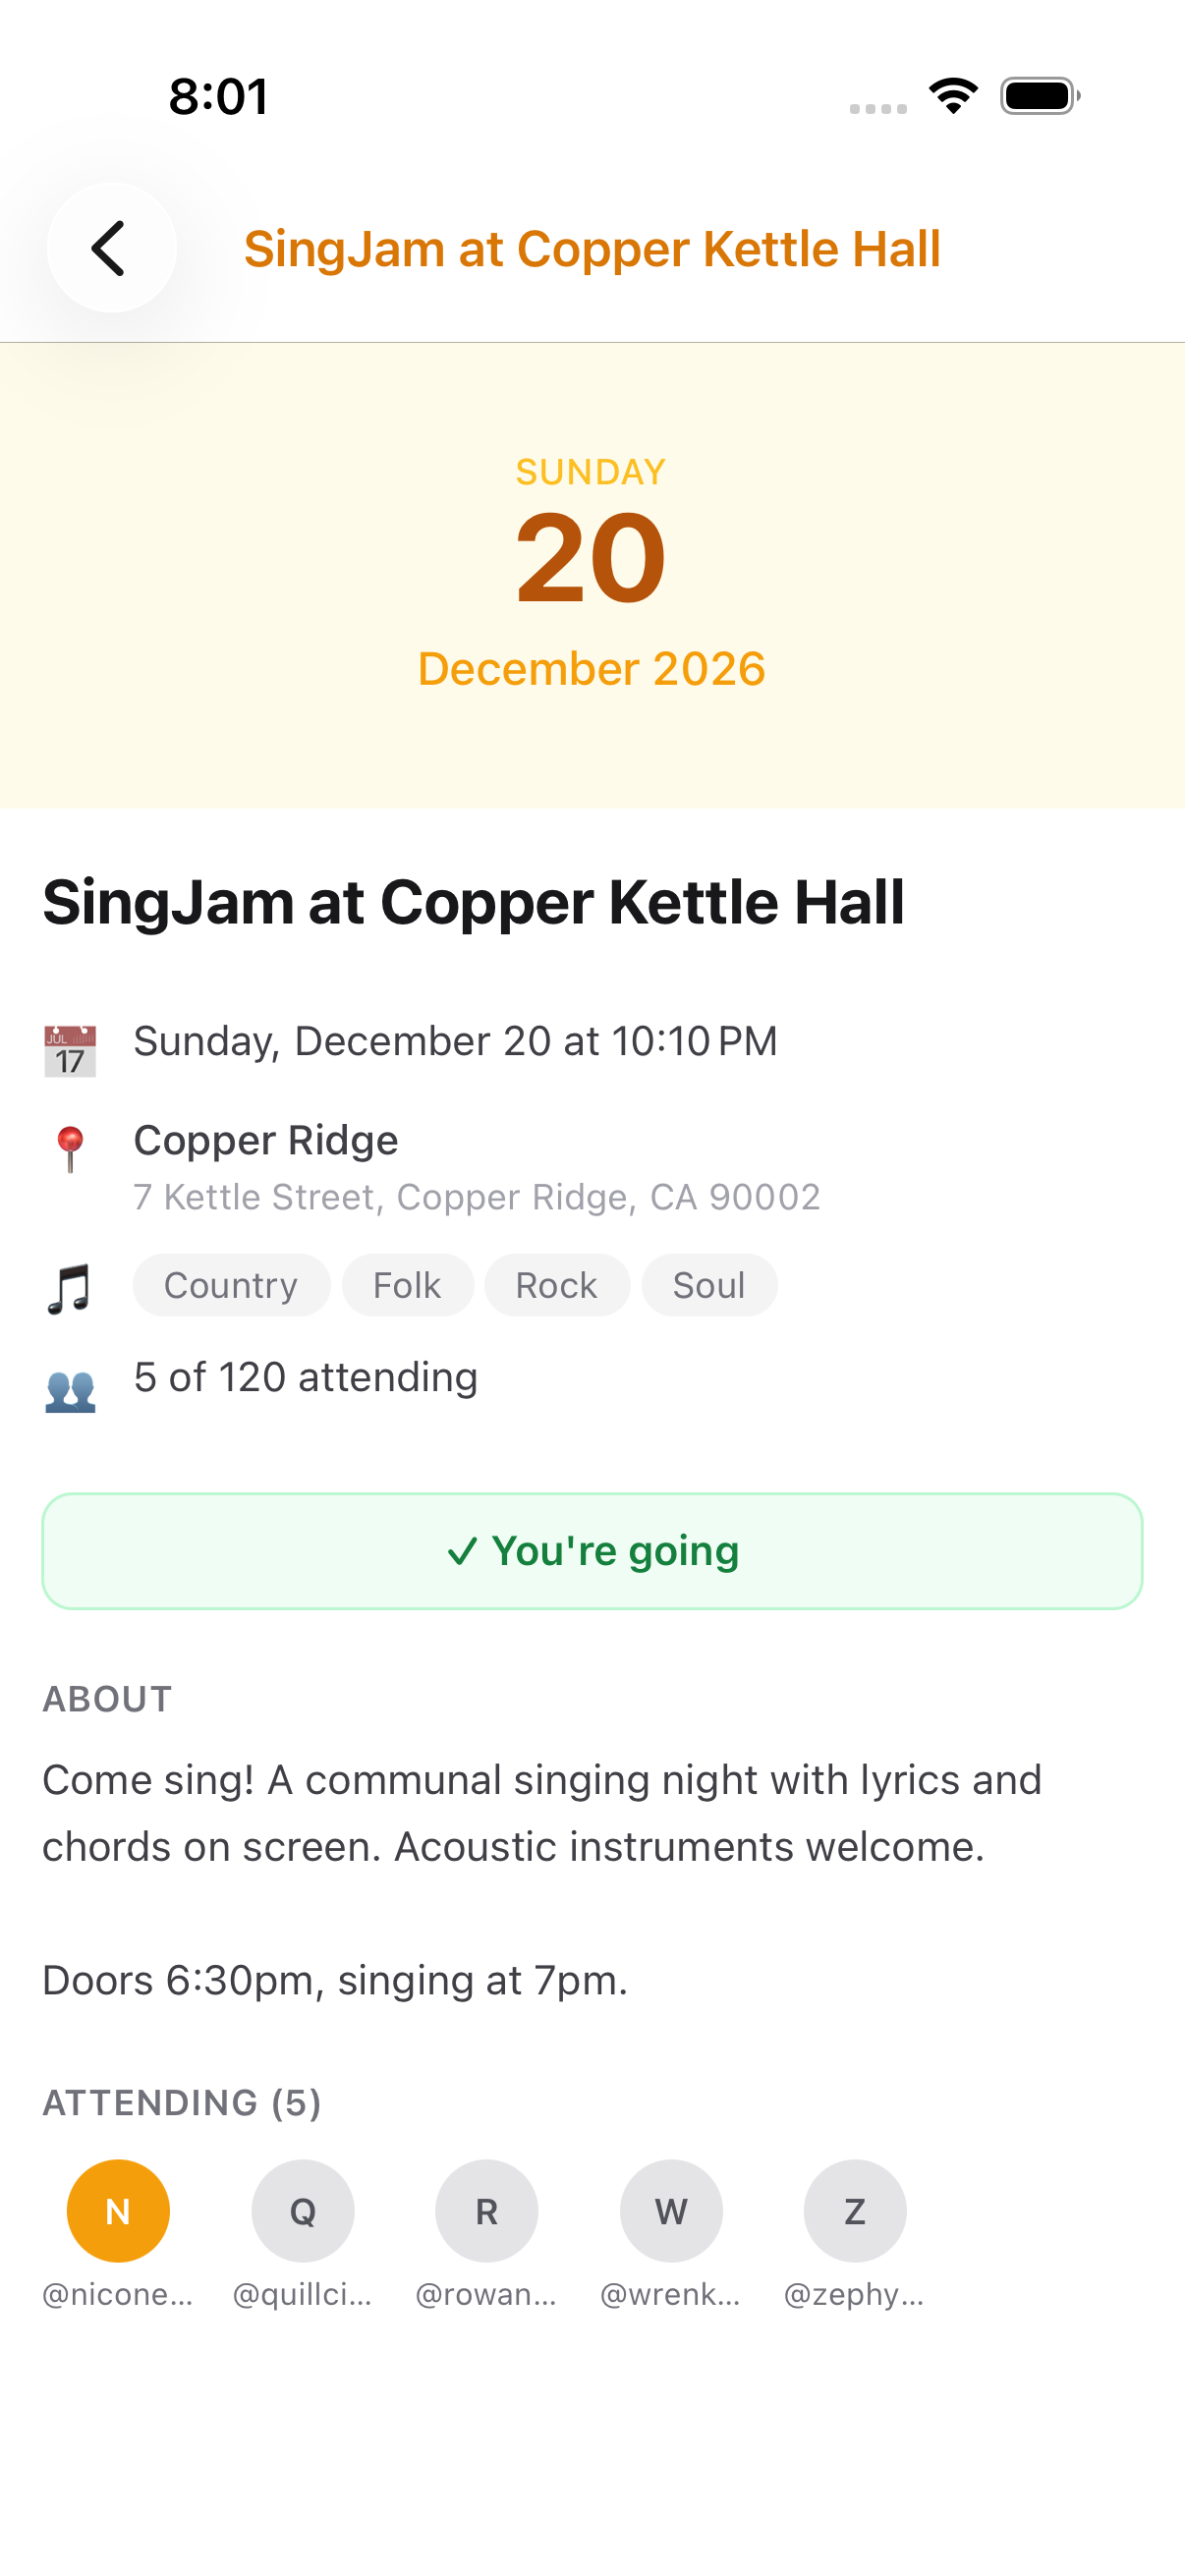 8:01
SingJam at Copper Kettle Hall
SUNDAY
20
December 2026
SingJam at Copper Kettle Hall
JUL
17
Sunday, December 20 at 10:10 PM
Copper Ridge
7 Kettle Street, Copper Ridge, CA 90002
Country Folk Rock Soul
5 of 120 attending
✓ You're going
ABOUT
Come sing! A communal singing night with lyrics and
chords on screen. Acoustic instruments welcome.
Doors 6:30pm, singing at 7pm.
ATTENDING (5)
N Q R W Z
@nicone... @quillci... @rowan... @wrenk... @zephy...